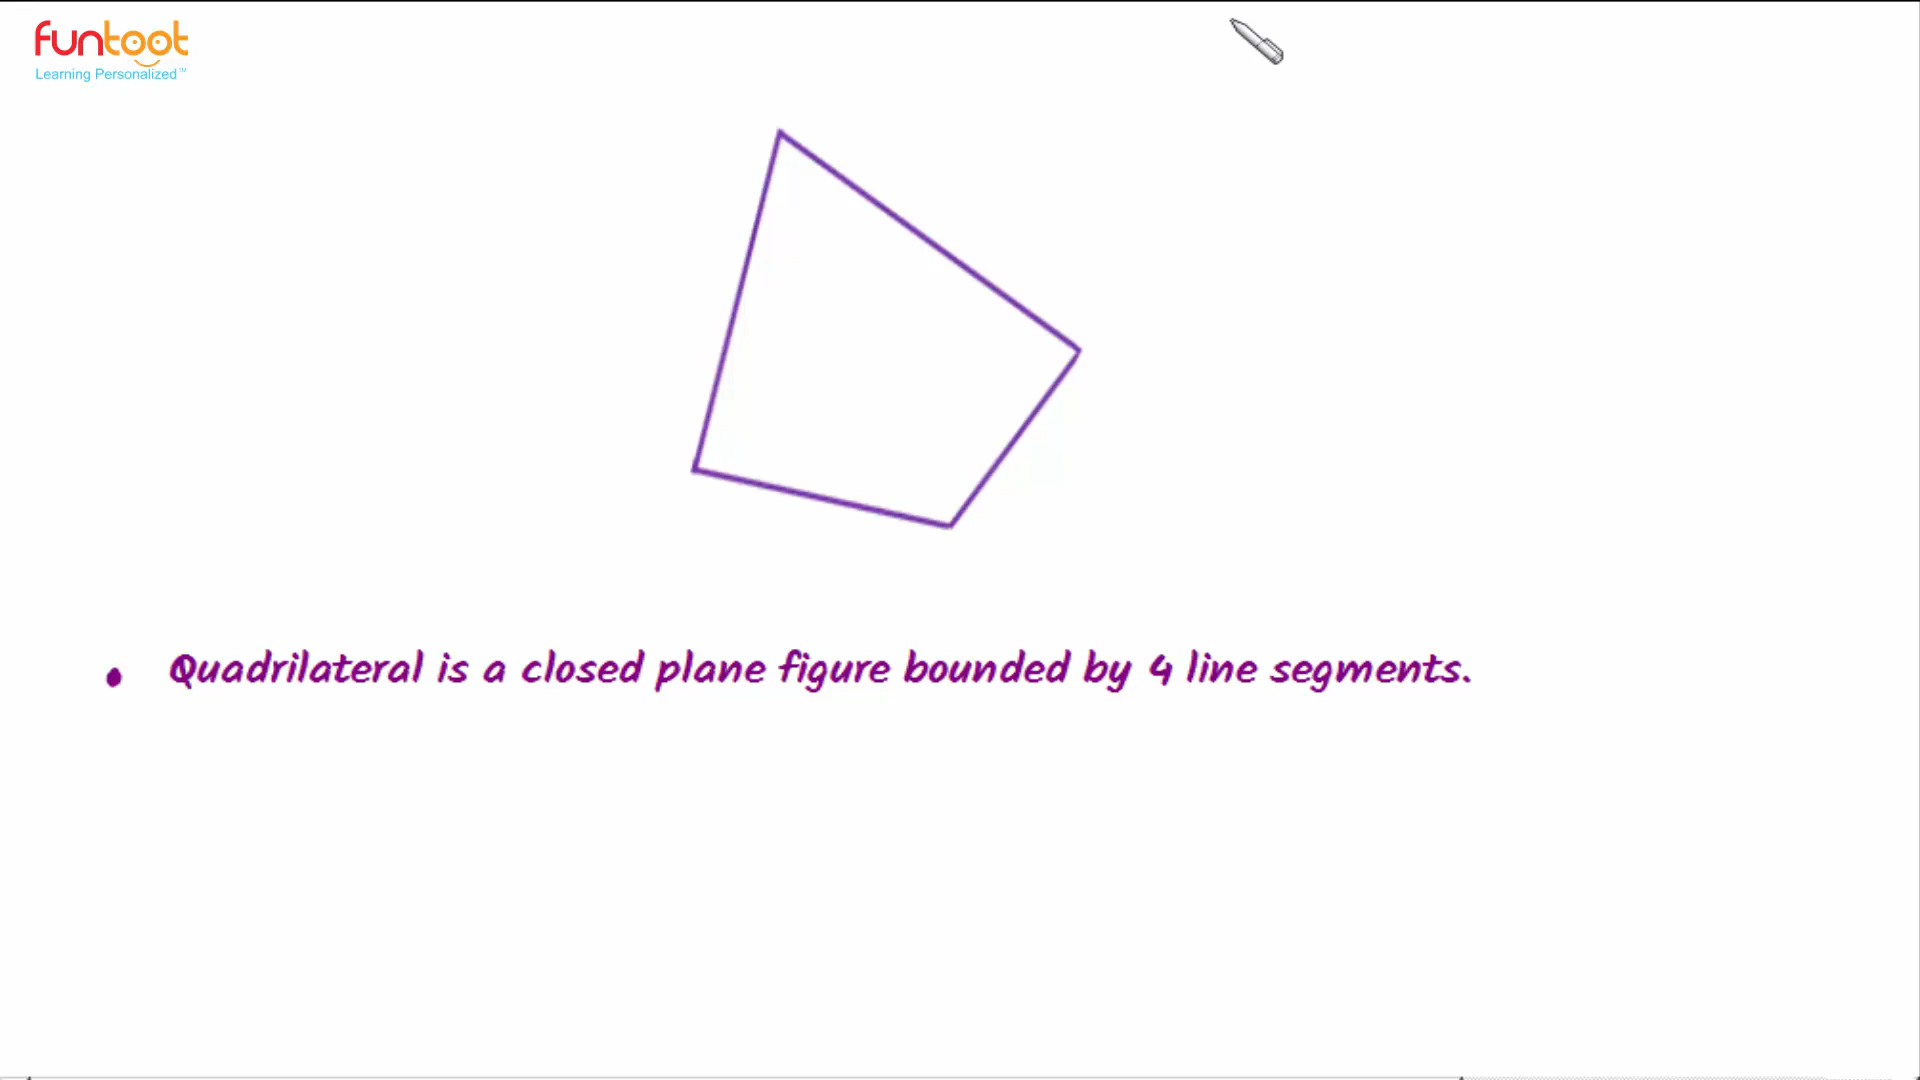 funtoot
Learning Personalized™
• Quadrilateral is a closed plane figure bounded by 4 line segments.